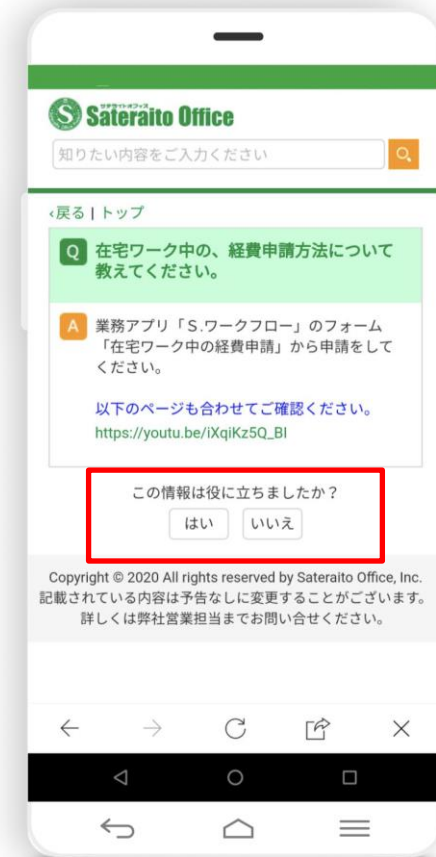 サテライトオフィス
Sateraito Office
知りたい内容をご入力ください
‹戻る | トップ
Q 在宅ワーク中の、経費申請方法について
教えてください。
A 業務アプリ「S.ワークフロー」のフォーム
「在宅ワーク中の経費申請」から申請をして
ください。
以下のページも合わせてご確認ください。
https://youtu.be/iXqiKz5Q_BI
この情報は役に立ちましたか？
はい いいえ
Copyright © 2020 All rights reserved by Sateraito Office, Inc.
記載されている内容は予告なしに変更することがございます。
詳しくは弊社営業担当までお問い合せください。